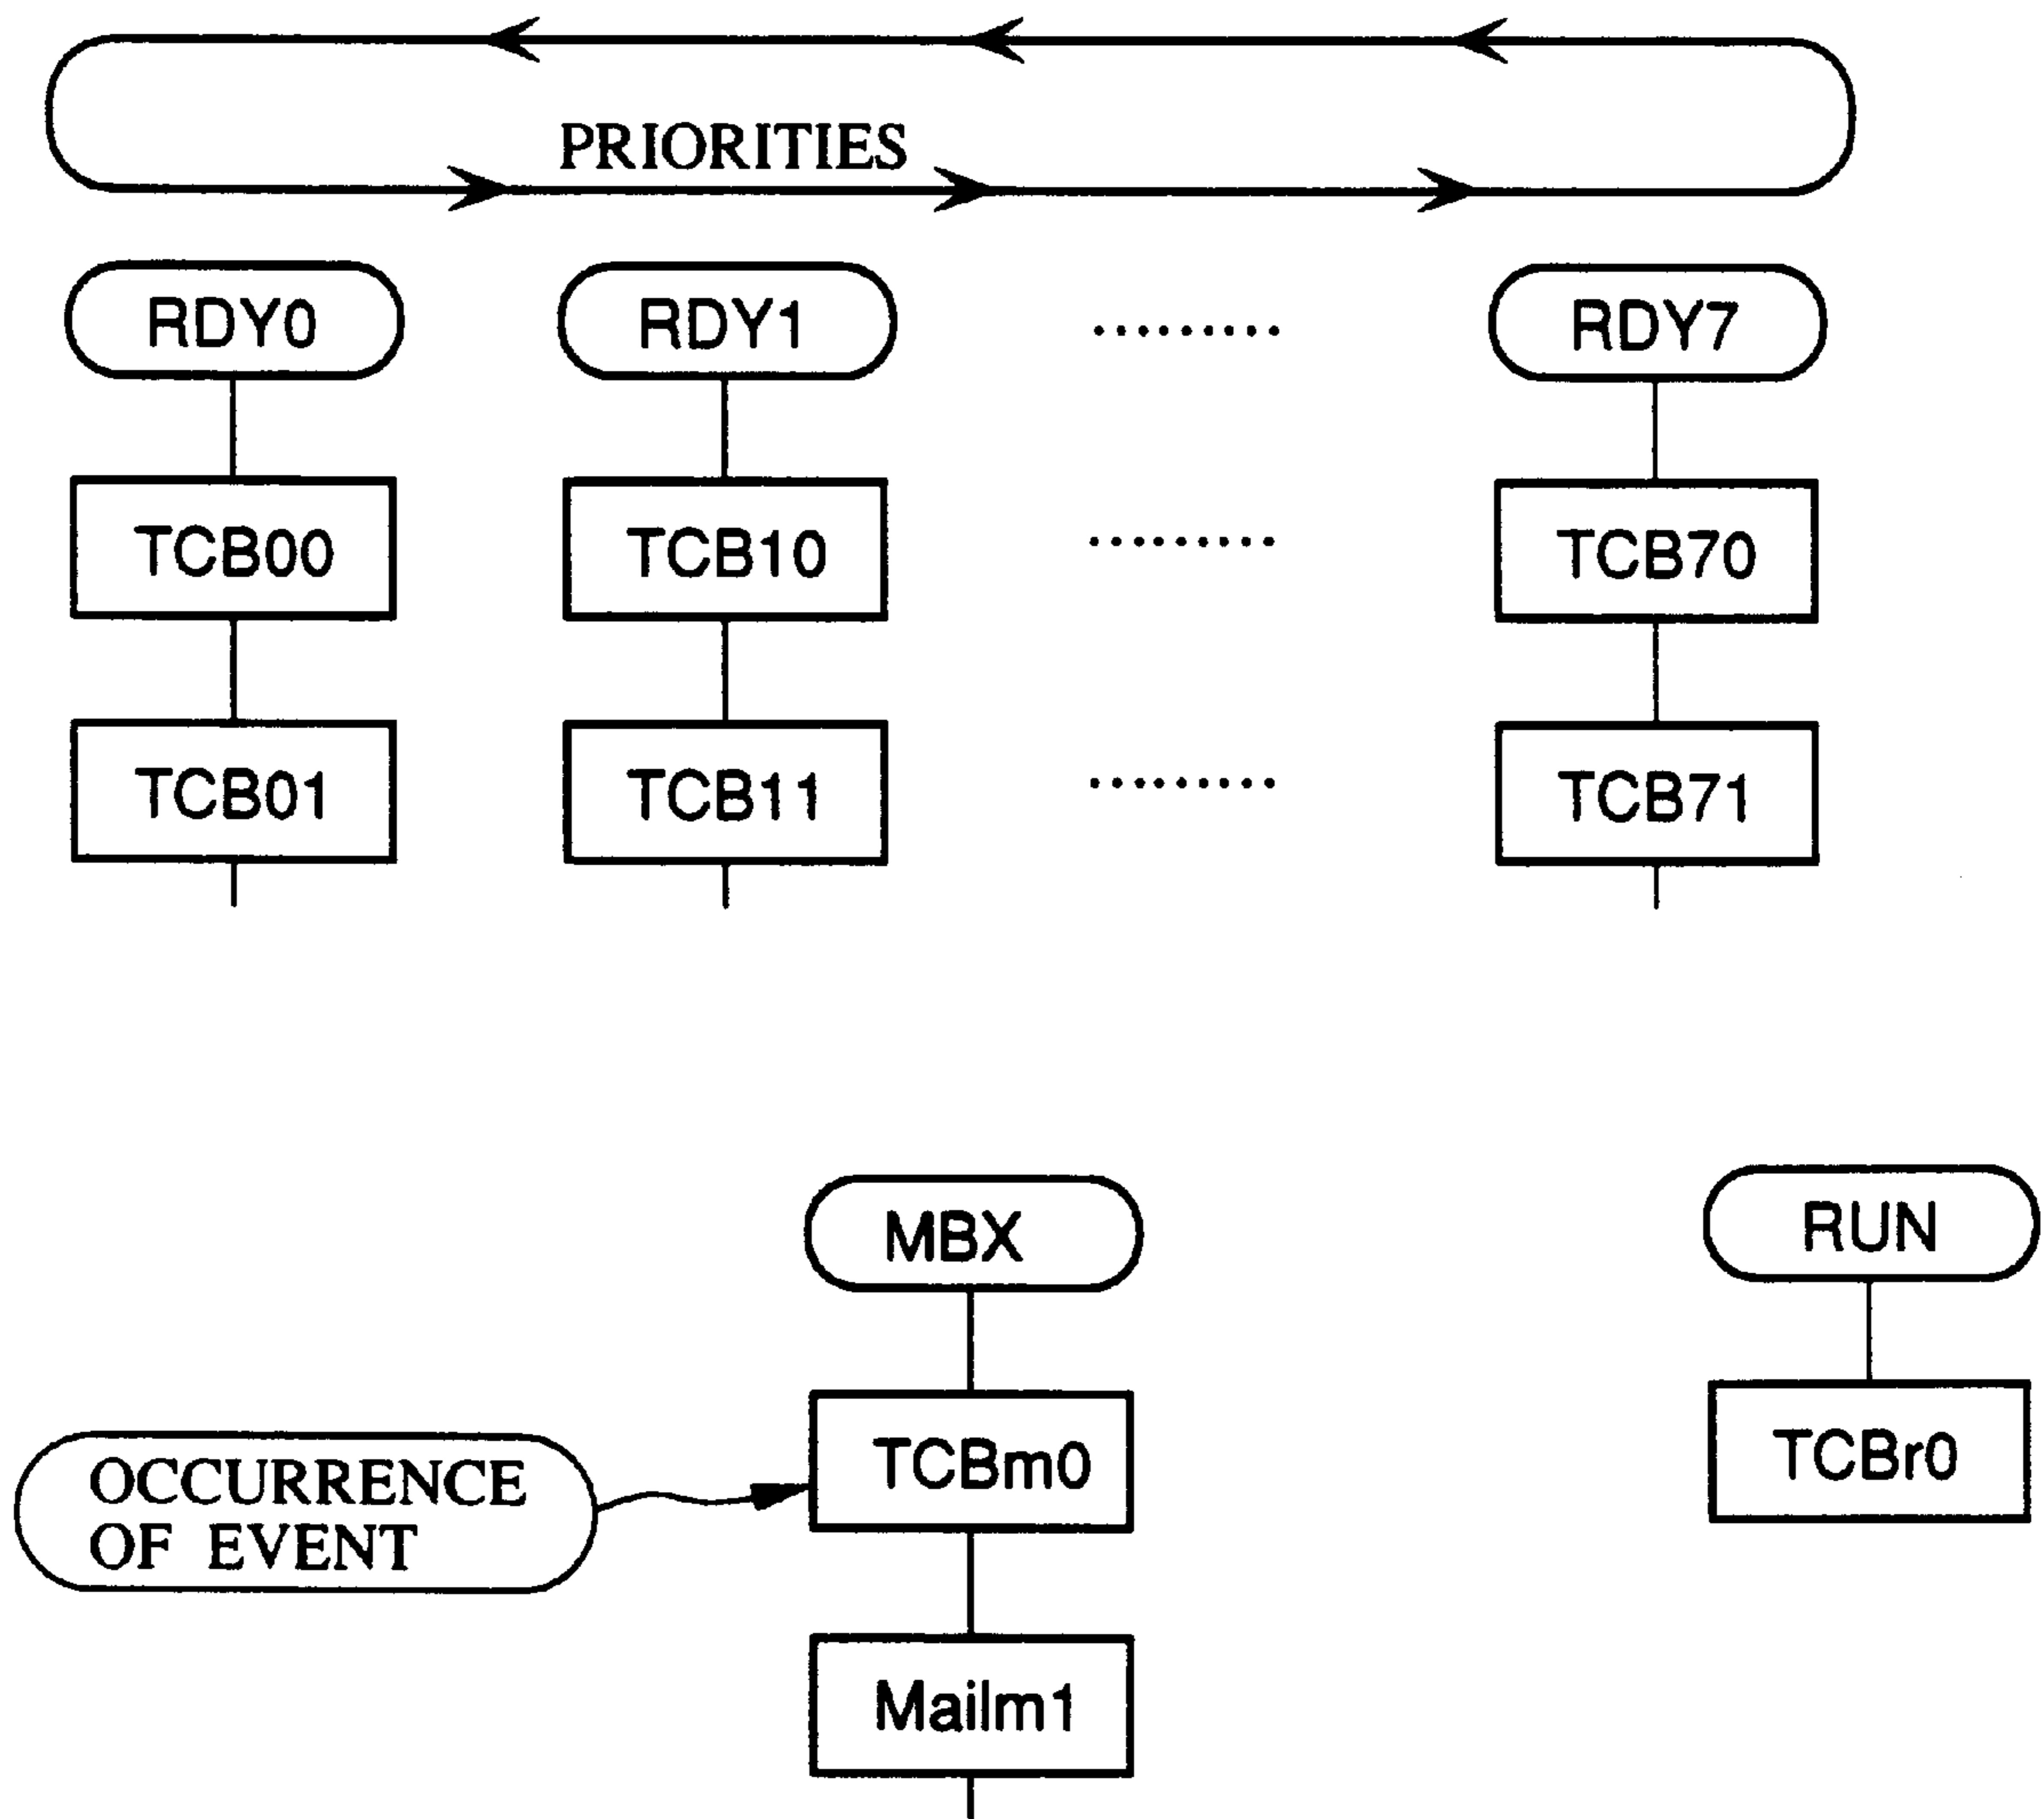 PRIORITIES
RDY0 RDY1 ......... RDY7
TCB00 TCB10 ......... TCB70
TCB01 TCB11 ......... TCB71
MBX RUN
TCBm0 TCBr0
OCCURRENCE
OF EVENT
Mailm1